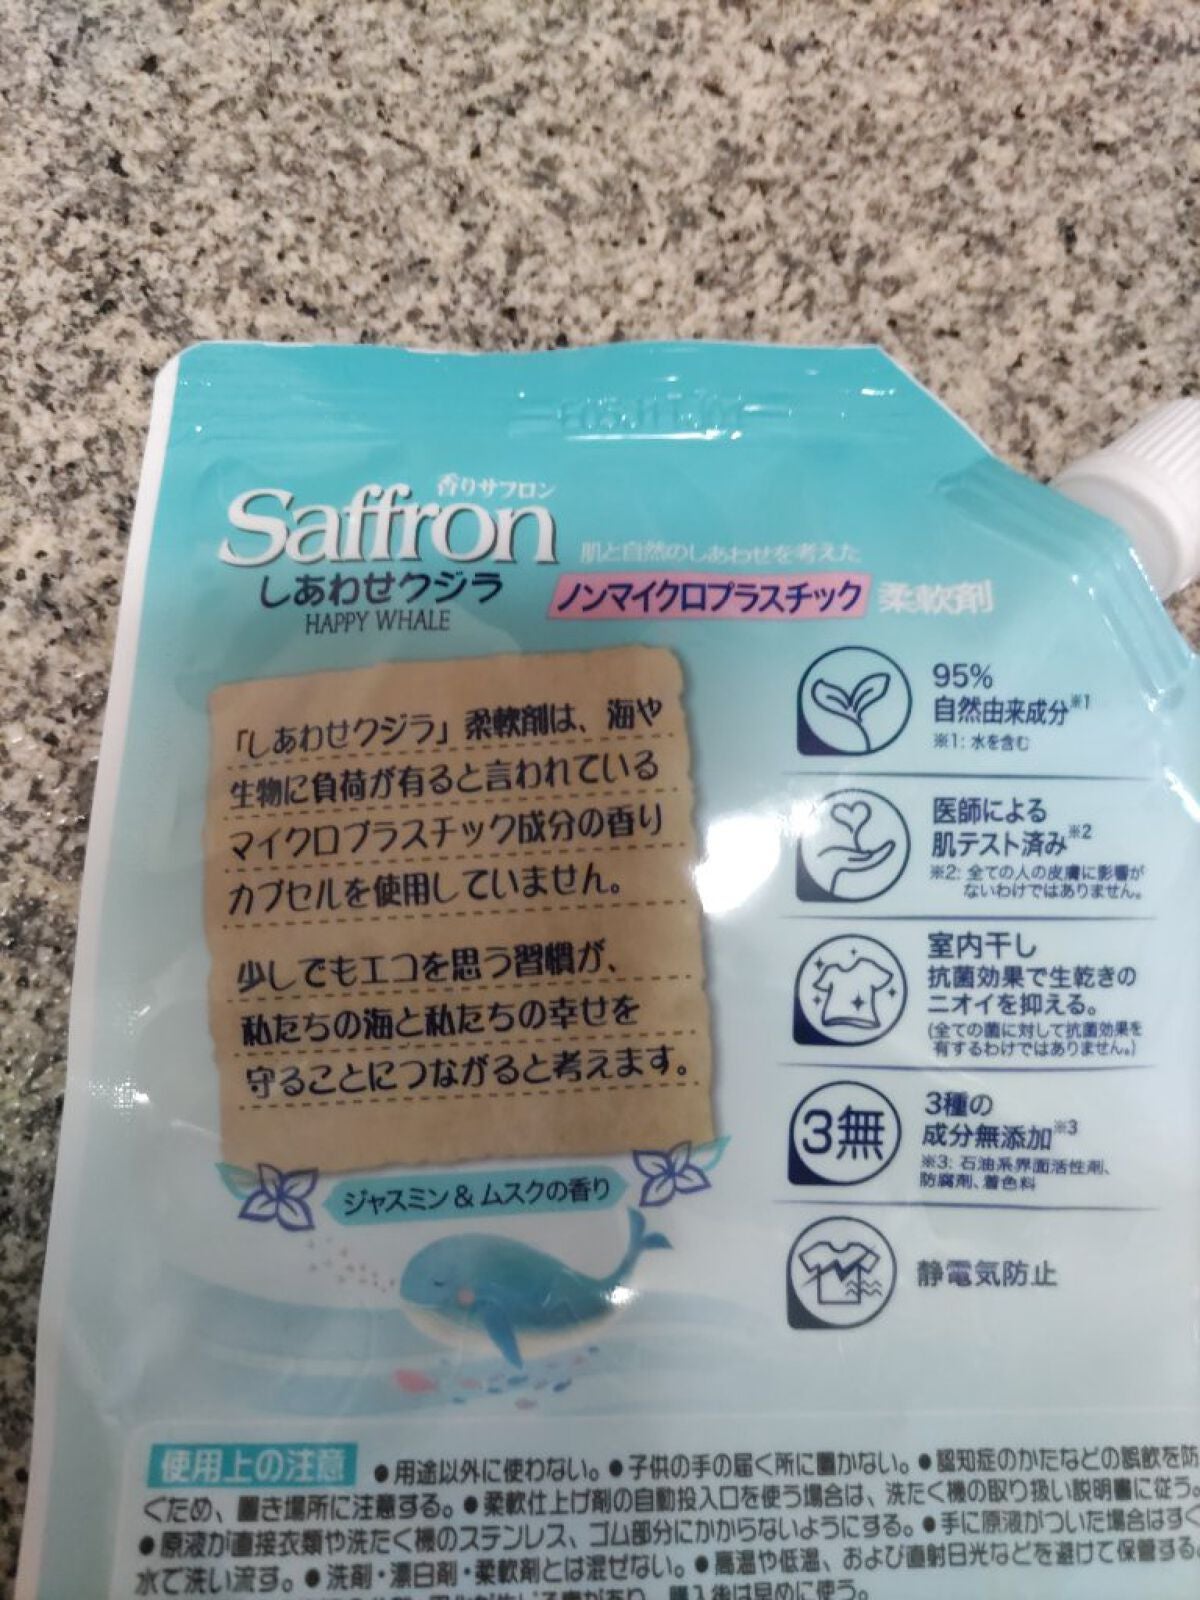 香りサフロン
Saffron
しあわせクジラ
HAPPY WHALE
肌と自然のしあわせを考えた
ノンマイクロプラスチック 柔軟剤
「しあわせクジラ」柔軟剤は、海や
生物に負荷が有ると言われている
マイクロプラスチック成分の香り
カプセルを使用していません。
少しでもエコを思う習慣が、
私たちの海と私たちの幸せを
守ることにつながると考えます。
ジャスミン & ムスクの香り
95%
自然由来成分※1
※1: 水を含む
医師による
肌テスト済み※2
※2: 全ての人の皮膚に影響が
ないわけではありません。
室内干し
抗菌効果で生乾きの
ニオイを抑える。
(全ての菌に対して抗菌効果を
有するわけではありません。)
3無
3種の
成分無添加※3
※3: 石油系界面活性剤、
防腐剤、着色料
静電気防止
使用上の注意 ●用途以外に使わない。●子供の手の届く所に置かない。●認知症のかたなどの誤飲を防
ぐため、置き場所に注意する。●柔軟仕上げ剤の自動投入口を使う場合は、洗たく機の取り扱い説明書に従う。
●原液が直接衣類や洗たく機のステンレス、ゴム部分にかからないようにする。●手に原液がついた場合はすぐ
水で洗い流す。●洗剤・漂白剤・柔軟剤とは混ぜない。●高温や低温、および直射日光などを避けて保管する。
購入後は早めに使う。